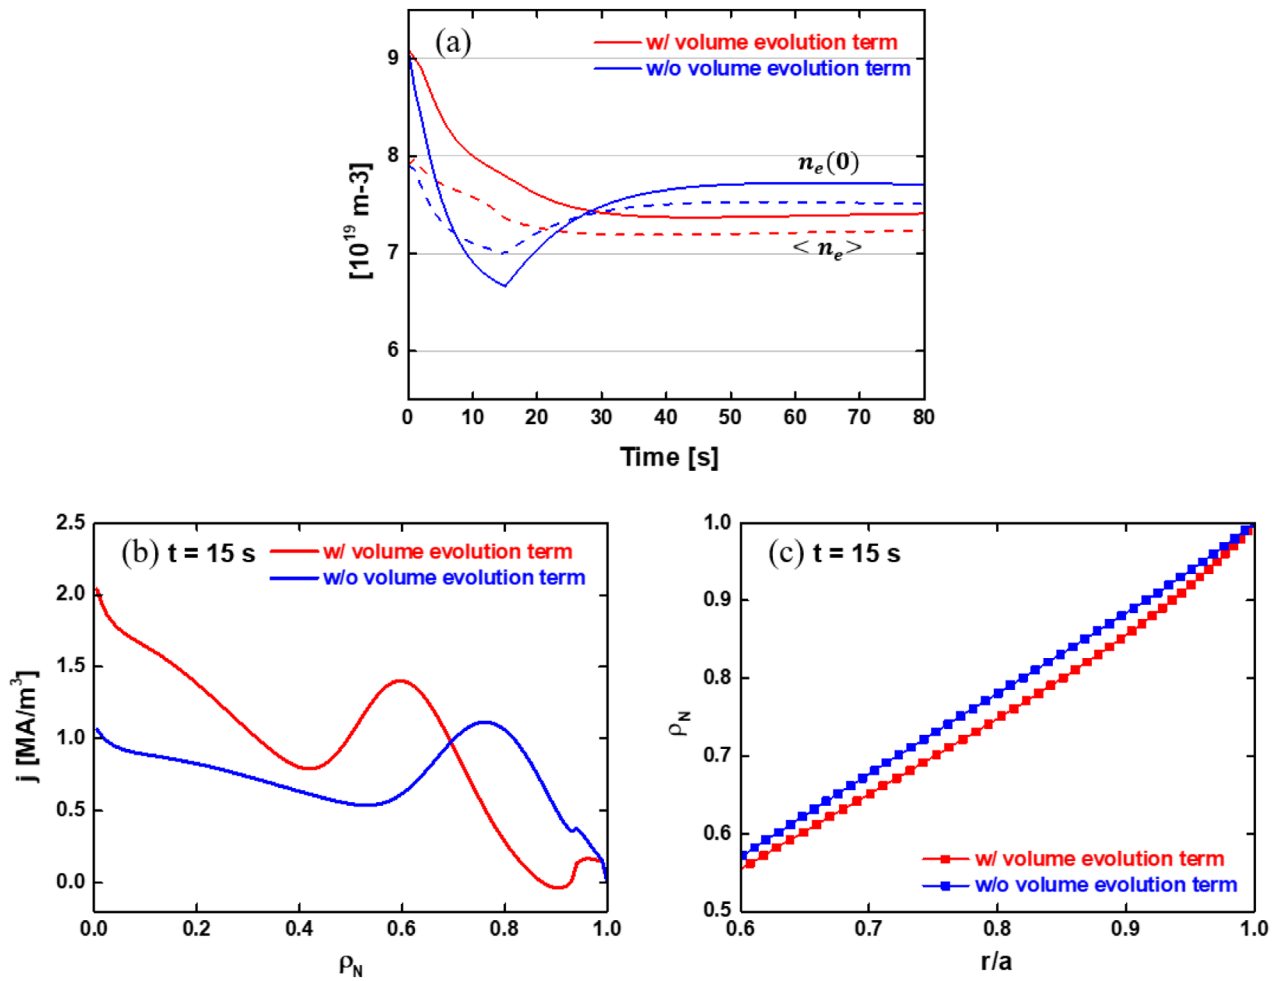 (a)
w/ volume evolution term
w/o volume evolution term
9
8
7
6
[10^19 m-3]
n_e(0)
< n_e >
0 10 20 30 40 50 60 70 80
Time [s]
(b) t = 15 s
w/ volume evolution term
w/o volume evolution term
2.5
2.0
1.5
1.0
0.5
0.0
j [MA/m^3]
0.0 0.2 0.4 0.6 0.8 1.0
ρ_N
(c) t = 15 s
1.0
0.9
0.8
0.7
0.6
0.5
ρ_N
w/ volume evolution term
w/o volume evolution term
0.6 0.7 0.8 0.9 1.0
r/a